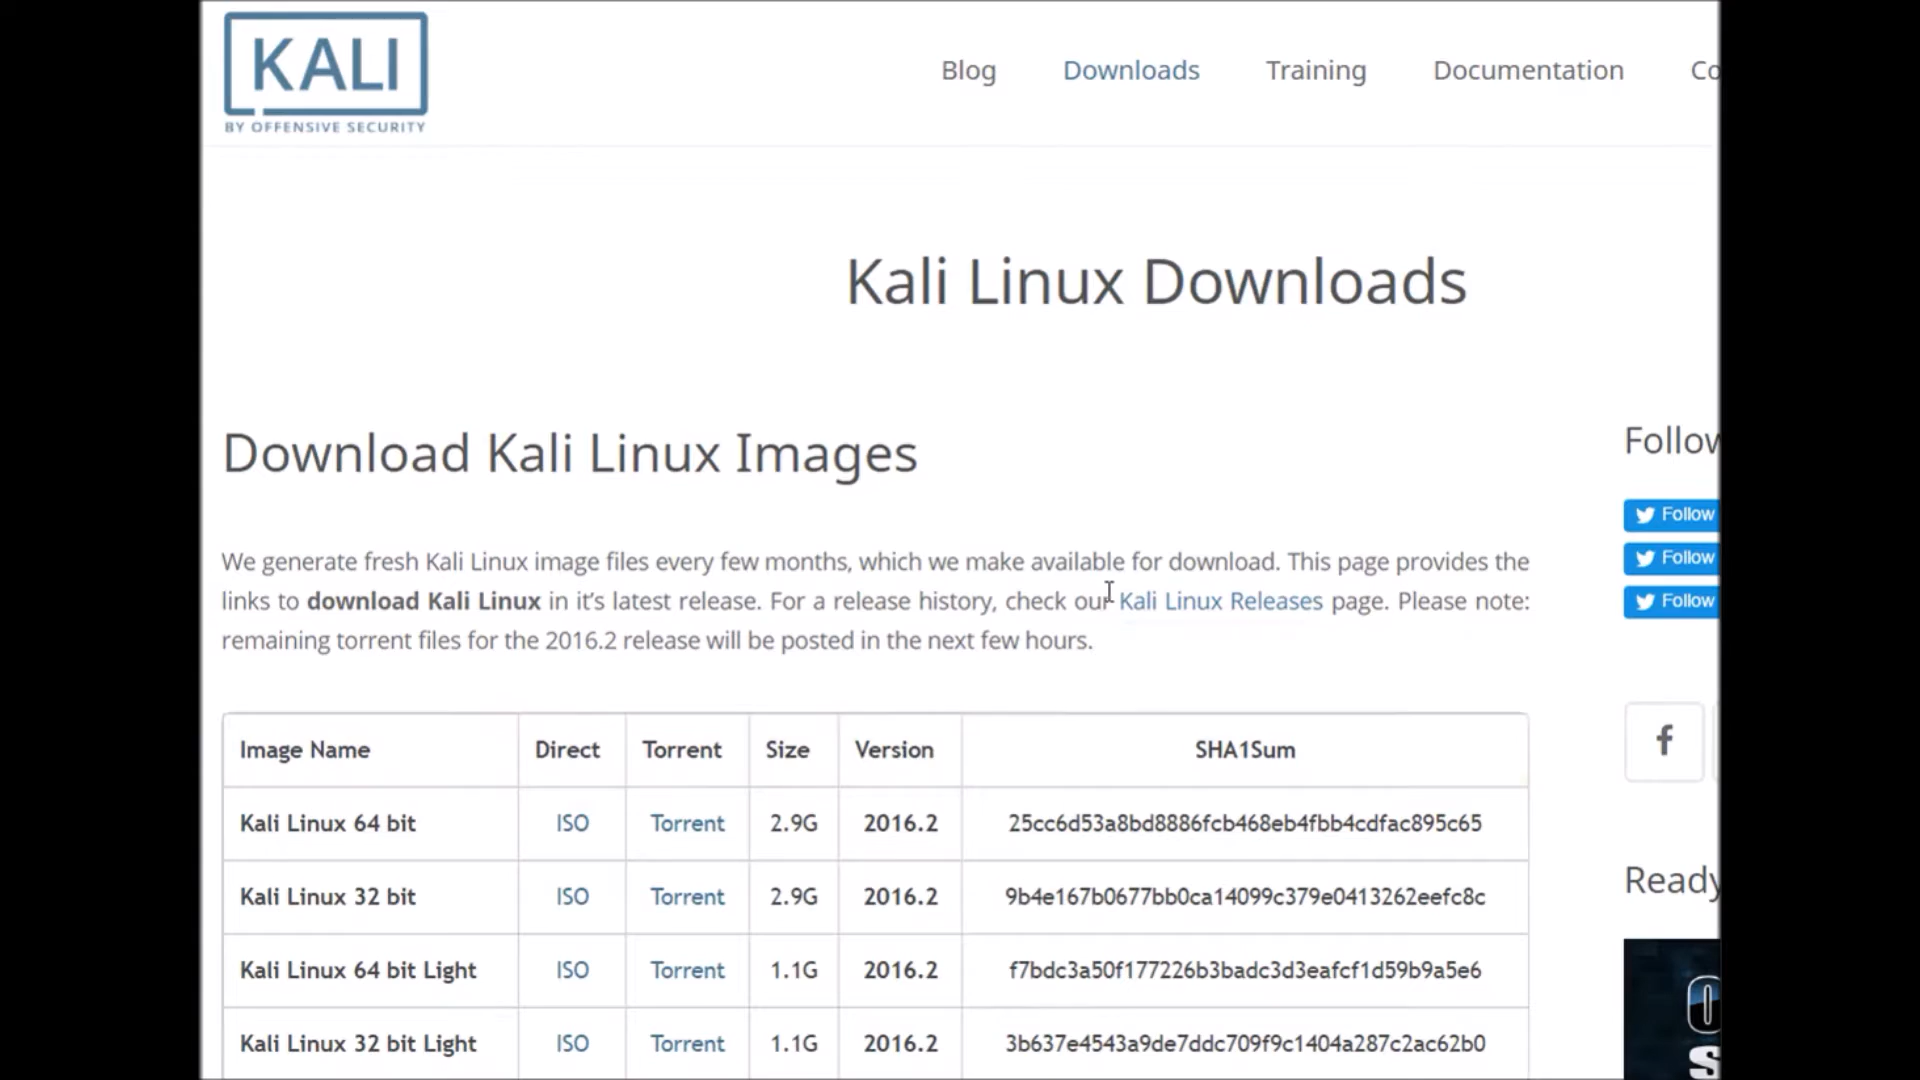 KALI
BY OFFENSIVE SECURITY
Blog Downloads Training Documentation Co
Kali Linux Downloads
Download Kali Linux Images
We generate fresh Kali Linux image files every few months, which we make available for download. This page provides the
links to download Kali Linux in it's latest release. For a release history, check our Kali Linux Releases page. Please note:
remaining torrent files for the 2016.2 release will be posted in the next few hours.
Image Name Direct Torrent Size Version SHA1Sum
Kali Linux 64 bit ISO Torrent 2.9G 2016.2 25cc6d53a8bd8886fcb468eb4fbb4cdfac895c65
Kali Linux 32 bit ISO Torrent 2.9G 2016.2 9b4e167b0677bb0ca14099c379e0413262eefc8c
Kali Linux 64 bit Light ISO Torrent 1.1G 2016.2 f7bdc3a50f177226b3badc3d3eafcf1d59b9a5e6
Kali Linux 32 bit Light ISO Torrent 1.1G 2016.2 3b637e4543a9de7ddc709f9c1404a287c2ac62b0
Follow
Follow
Follow
Follow
f
Ready
O
S